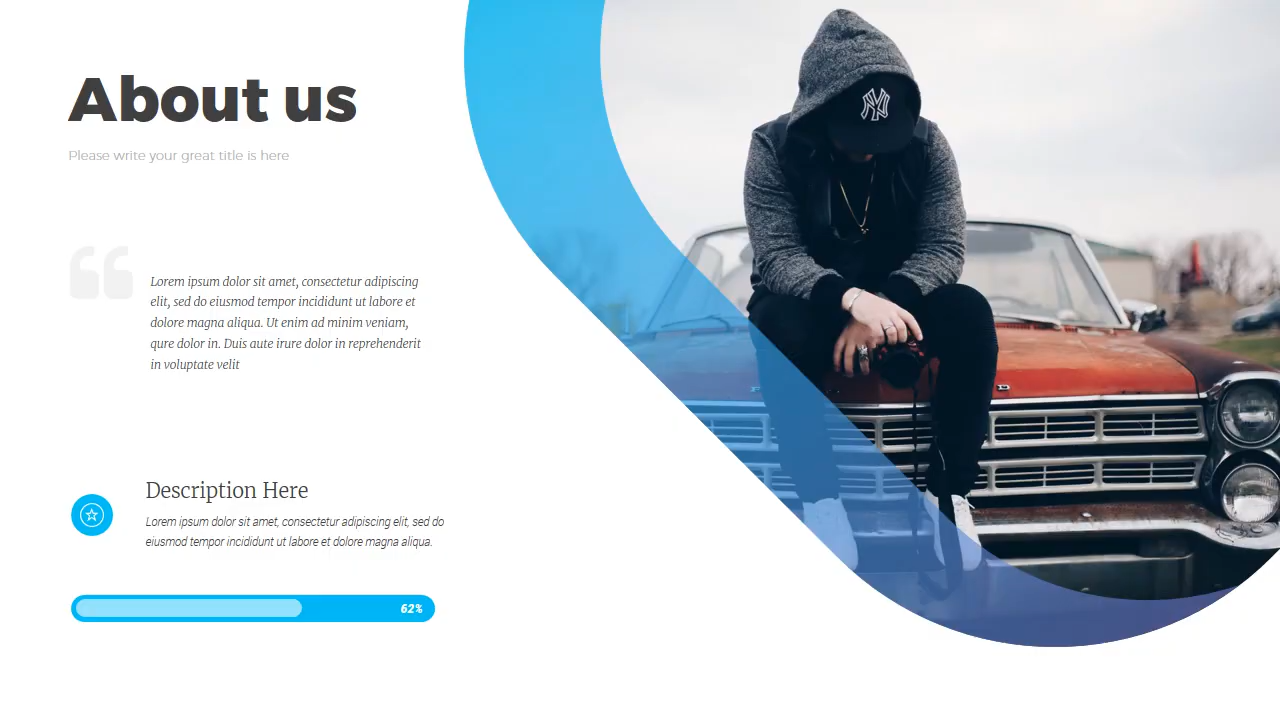 About us
Please write your great title is here
Lorem ipsum dolor sit amet, consectetur adipiscing
elit, sed do eiusmod tempor incididunt ut labore et
dolore magna aliqua. Ut enim ad minim veniam,
qure dolor in. Duis aute irure dolor in reprehenderit
in voluptate velit
Description Here
Lorem ipsum dolor sit amet, consectetur adipiscing elit, sed do
eiusmod tempor incididunt ut labore et dolore magna aliqua.
62%
NY